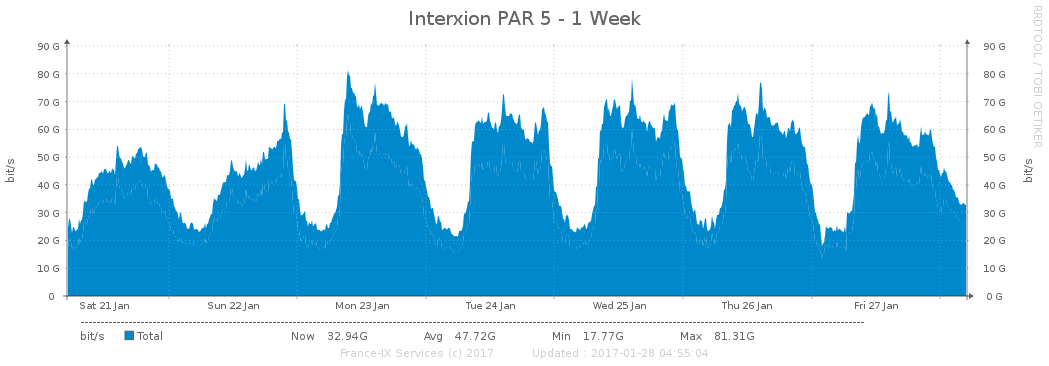 Interxion PAR 5 - 1 Week
RRDTOOL / TOBI OETIKER
90 G 90 G
80 G 80 G
70 G 70 G
60 G 60 G
50 G 50 G
40 G 40 G
30 G 30 G
20 G 20 G
10 G 10 G
0 0 G
bit/s
bit/s
Sat 21 Jan Sun 22 Jan Mon 23 Jan Tue 24 Jan Wed 25 Jan Thu 26 Jan Fri 27 Jan
bit/s Total Now 32.94G Avg 47.72G Min 17.77G Max 81.31G
France-IX Services (c) 2017 Updated : 2017-01-28 04:55:04